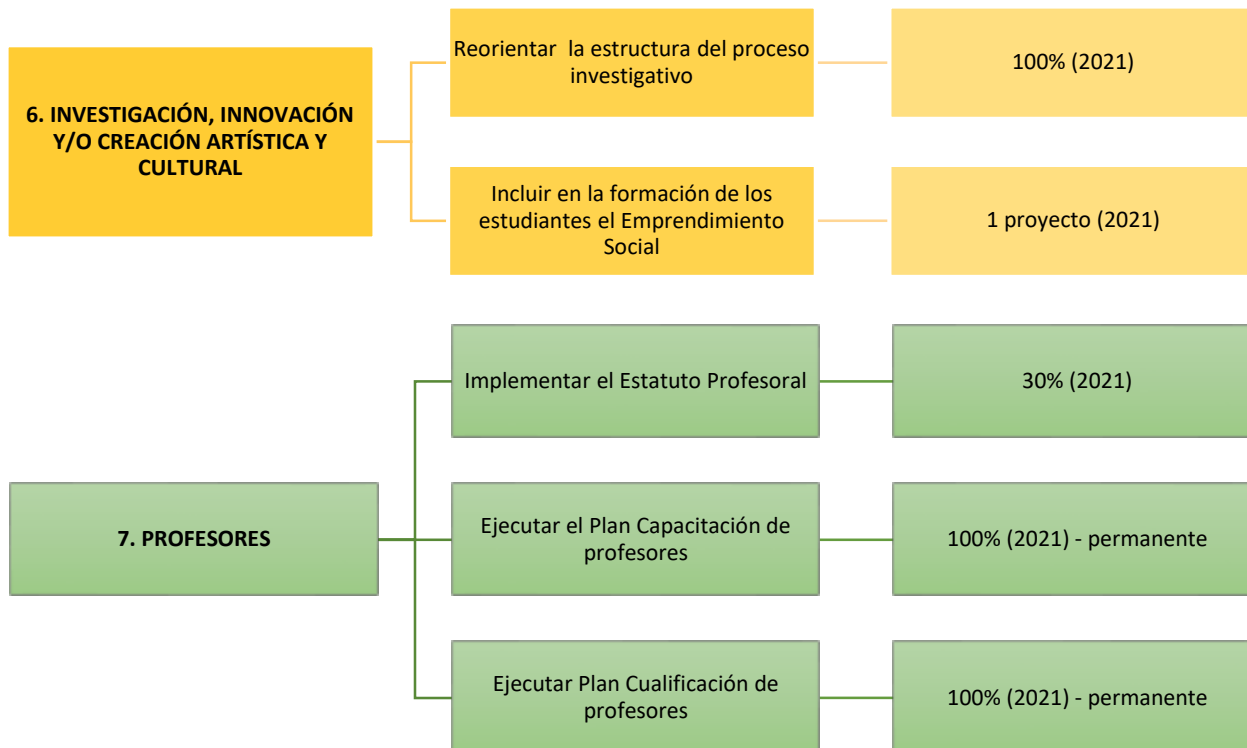 6. INVESTIGACIÓN, INNOVACIÓN
Y/O CREACIÓN ARTÍSTICA Y
CULTURAL
Reorientar  la estructura del proceso
investigativo
100% (2021)
Incluir en la formación de los
estudiantes el Emprendimiento
Social
1 proyecto (2021)
7. PROFESORES
Implementar el Estatuto Profesoral
30% (2021)
Ejecutar el Plan Capacitación de
profesores
100% (2021) - permanente
Ejecutar Plan Cualificación de
profesores
100% (2021) - permanente